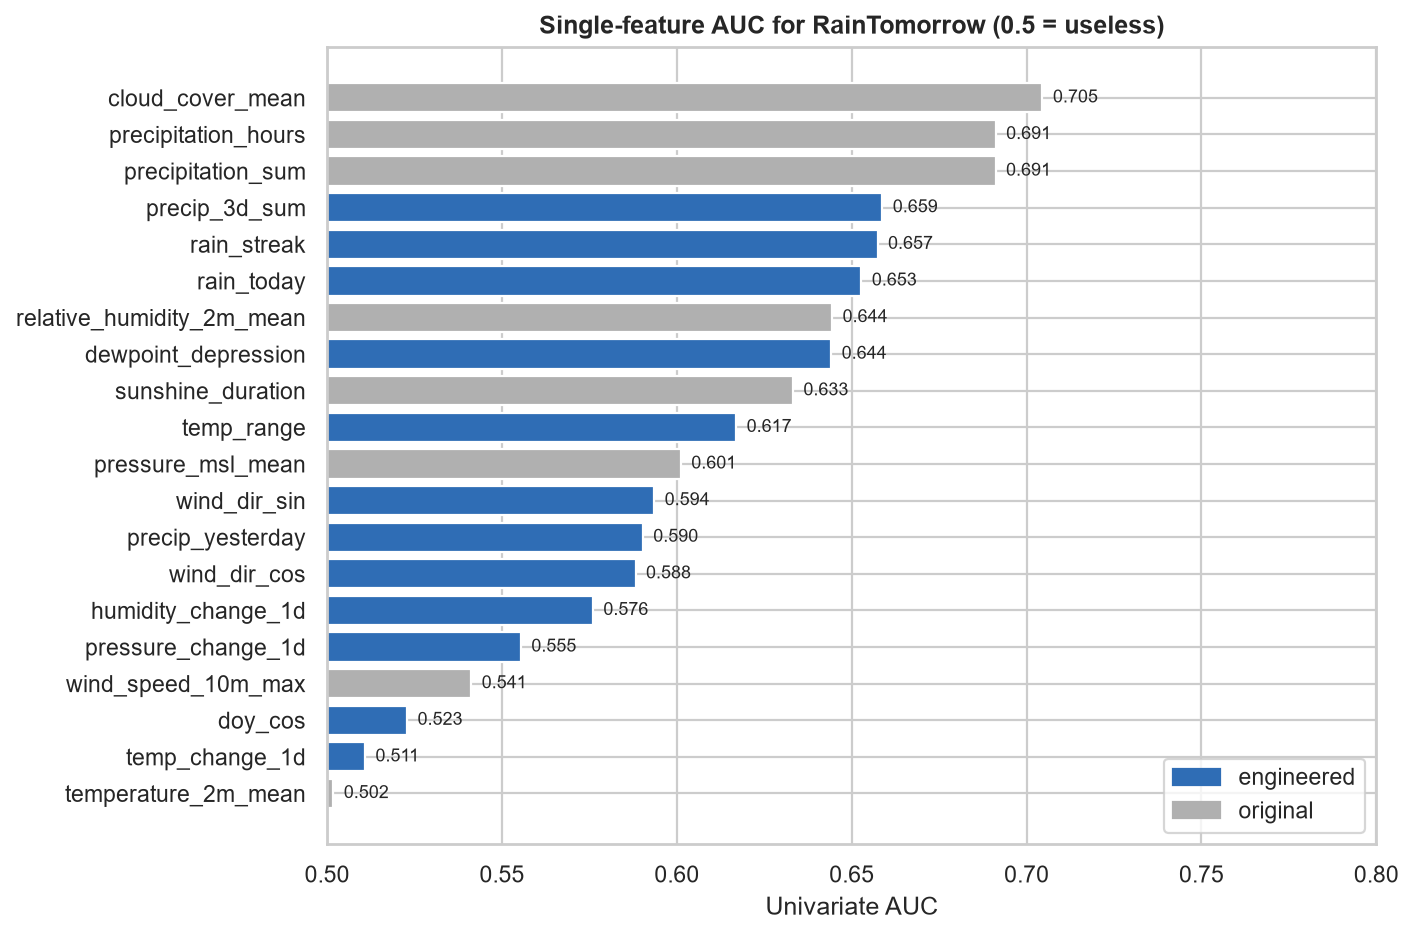 Single-feature AUC for RainTomorrow (0.5 = useless)
cloud_cover_mean 0.705
precipitation_hours 0.691
precipitation_sum 0.691
precip_3d_sum 0.659
rain_streak 0.657
rain_today 0.653
relative_humidity_2m_mean 0.644
dewpoint_depression 0.644
sunshine_duration 0.633
temp_range 0.617
pressure_msl_mean 0.601
wind_dir_sin 0.594
precip_yesterday 0.590
wind_dir_cos 0.588
humidity_change_1d 0.576
pressure_change_1d 0.555
wind_speed_10m_max 0.541
doy_cos 0.523
temp_change_1d 0.511
temperature_2m_mean 0.502
engineered
original
0.50 0.55 0.60 0.65 0.70 0.75 0.80
Univariate AUC